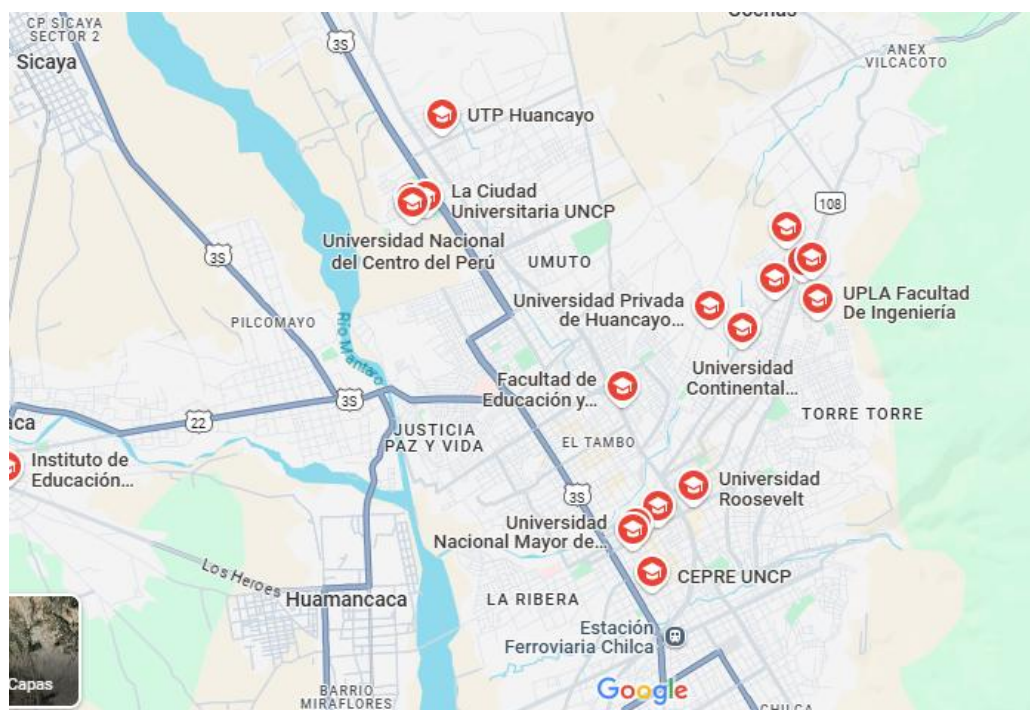 CP SICAYA
SECTOR 2
Sicaya
3S
ANEX
VILCACOTO
UTP Huancayo
La Ciudad
Universitaria UNCP
108
Universidad Nacional
del Centro del Perú
UMUTO
3S
Universidad Privada
de Huancayo...
UPLA Facultad
De Ingeniería
PILCOMAYO
Río Mantaro
Universidad
Continental...
Facultad de
Educación y...
3S
22
TORRE TORRE
JUSTICIA
PAZ Y VIDA
EL TAMBO
Instituto de
Educación...
Universidad
Roosevelt
3S
Universidad
Nacional Mayor de...
Los Heroes
CEPRE UNCP
Huamancaca
LA RIBERA
Estación
Ferroviaria Chilca
Capas
Google
BARRIO
MIRAFLORES
CHILCA